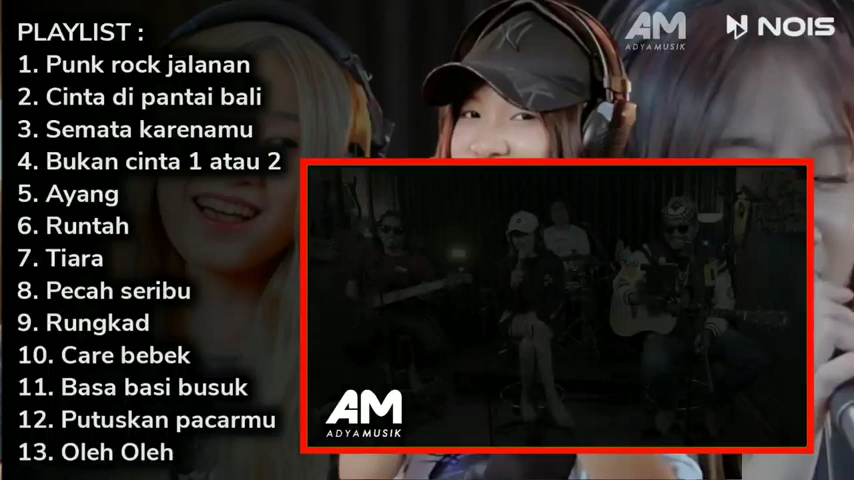 PLAYLIST :
1. Punk rock jalanan
2. Cinta di pantai bali
3. Semata karenamu
4. Bukan cinta 1 atau 2
5. Ayang
6. Runtah
7. Tiara
8. Pecah seribu
9. Rungkad
10. Care bebek
11. Basa basi busuk
12. Putuskan pacarmu
13. Oleh Oleh
AM
ADYAMUSIK
NOIS
AM
ADYAMUSIK